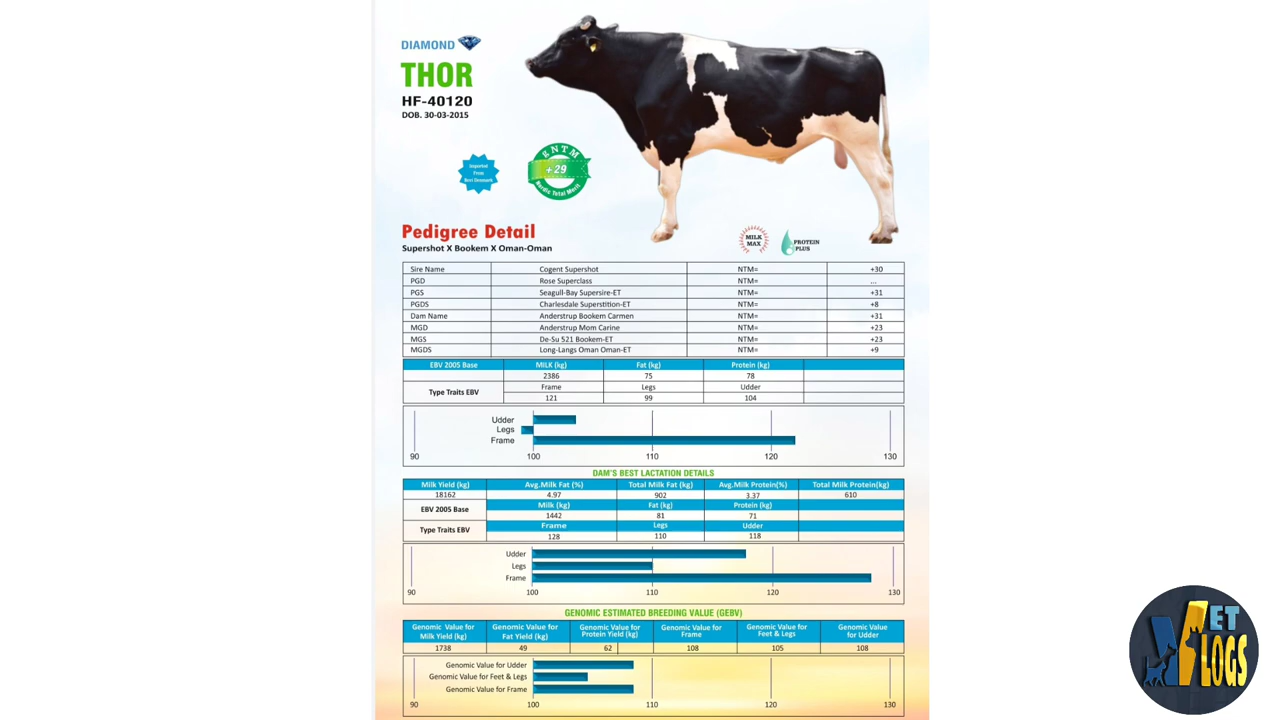 DIAMOND
THOR
HF-40120
DOB. 30-03-2015
Imported
From
Semen Denmark
NTM
+29
Nordic Total Merit
Pedigree Detail
Supershot X Bookem X Oman-Oman
MILK
MAX
PROTEIN
PLUS
Sire Name Cogent Supershot NTM= +30
PGD Rose Superclass NTM= ...
PGS Seagull-Bay Supersire-ET NTM= +31
PGDS Charlesdale Superstition-ET NTM= +8
Dam Name Anderstrup Bookem Carmen NTM= +31
MGD Anderstrup Mom Carine NTM= +23
MGS De-Su 521 Bookem-ET NTM= +23
MGDS Long-Langs Oman Oman-ET NTM= +9
EBV 2005 Base MILK (kg) Fat (kg) Protein (kg)
2386 75 78
Type Traits EBV Frame Legs Udder
121 99 104
Udder
Legs
Frame
90 100 110 120 130
DAM'S BEST LACTATION DETAILS
Milk Yield (kg) Avg.Milk Fat (%) Total Milk Fat (kg) Avg.Milk Protein(%) Total Milk Protein(kg)
18162 4.97 902 3.37 610
EBV 2005 Base Milk (kg) Fat (kg) Protein (kg)
1442 81 71
Type Traits EBV Frame Legs Udder
128 110 118
Udder
Legs
Frame
90 100 110 120 130
GENOMIC ESTIMATED BREEDING VALUE (GEBV)
Genomic Value for Milk Yield (kg) Genomic Value for Fat Yield (kg) Genomic Value for Protein Yield (kg) Genomic Value for Frame Genomic Value for Feet & Legs Genomic Value for Udder
1738 49 62 108 105 108
Genomic Value for Udder
Genomic Value for Feet & Legs
Genomic Value for Frame
90 100 110 120 130
VET
VLOGS